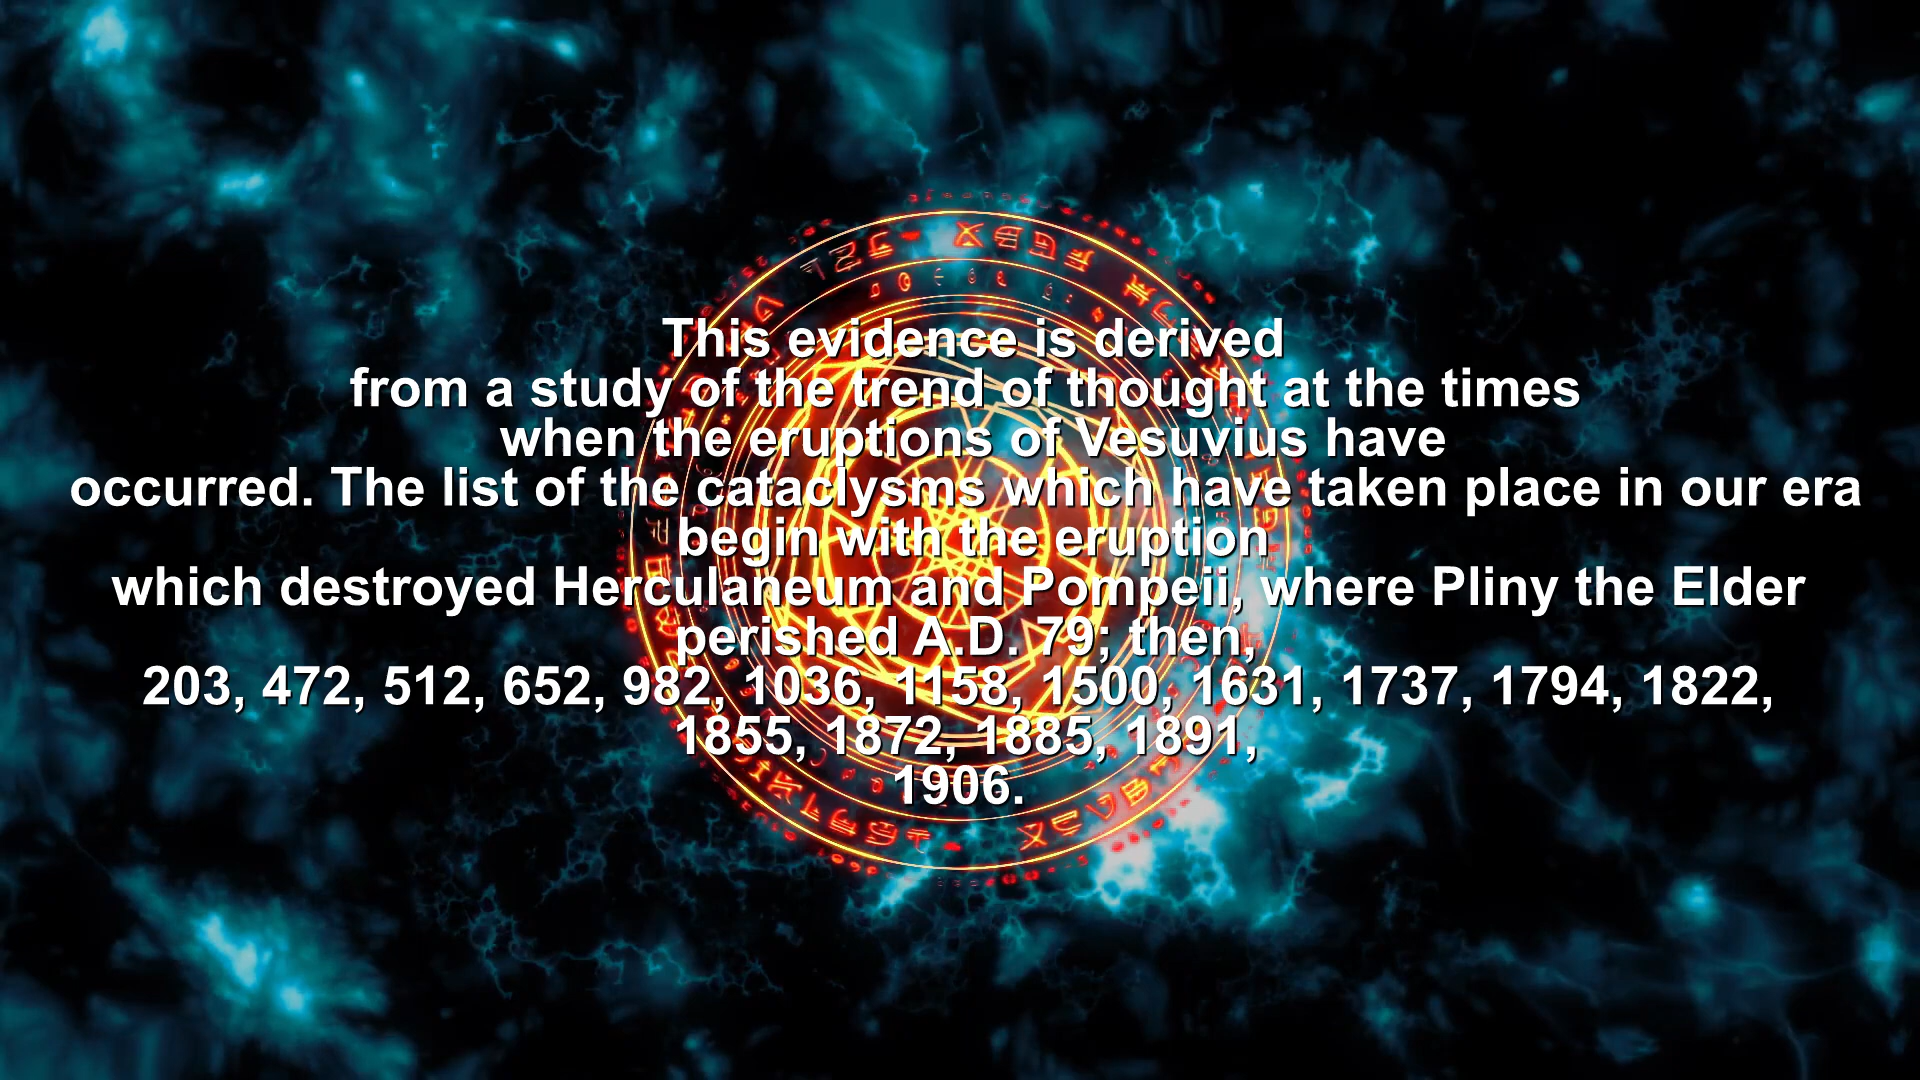 This evidence is derived
from a study of the trend of thought at the times
when the eruptions of Vesuvius have
occurred. The list of the cataclysms which have taken place in our era
begin with the eruption
which destroyed Herculaneum and Pompeii, where Pliny the Elder
perished A.D. 79; then,
203, 472, 512, 652, 982, 1036, 1158, 1500, 1631, 1737, 1794, 1822,
1855, 1872, 1885, 1891,
1906.